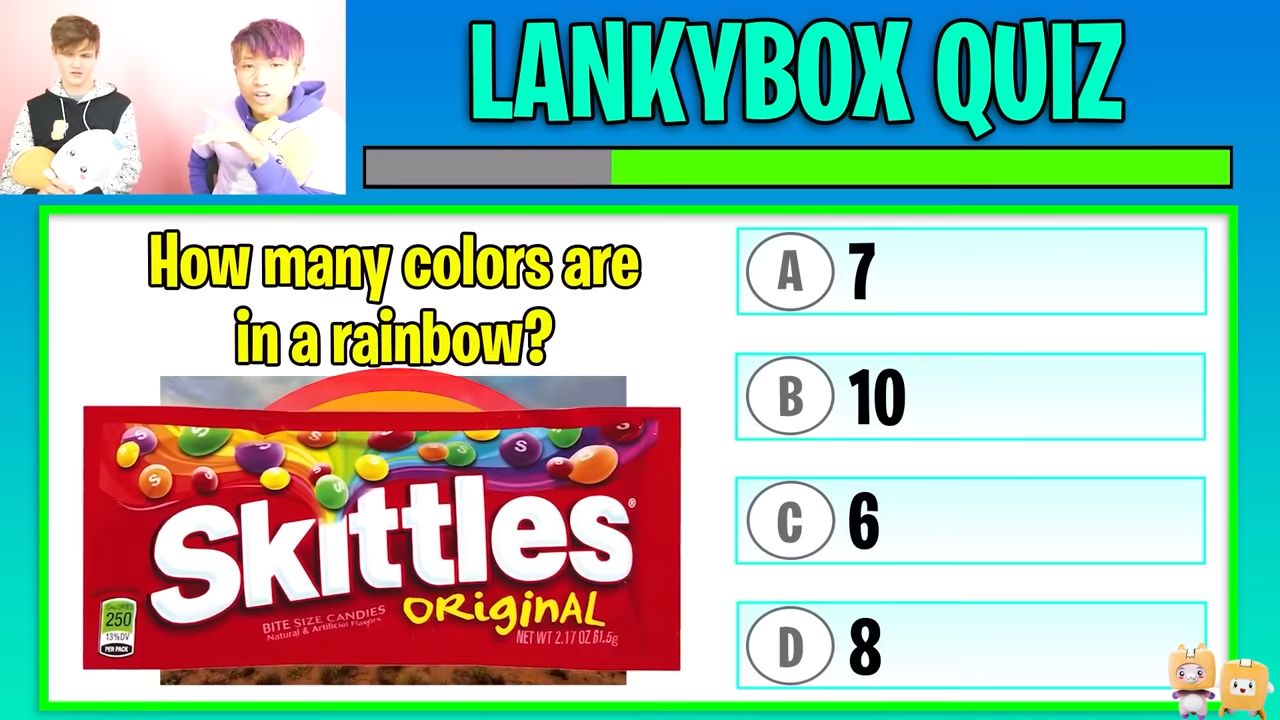 LANKYBOX QUIZ
How many colors are
in a rainbow?
A 7
B 10
C 6
D 8
Skittles®
ORiginAL
BITE SIZE CANDIES
Natural & Artificial Flavors
NET WT 2.17 OZ 61.5g
CALORIES
250
13%DV
PER PACK